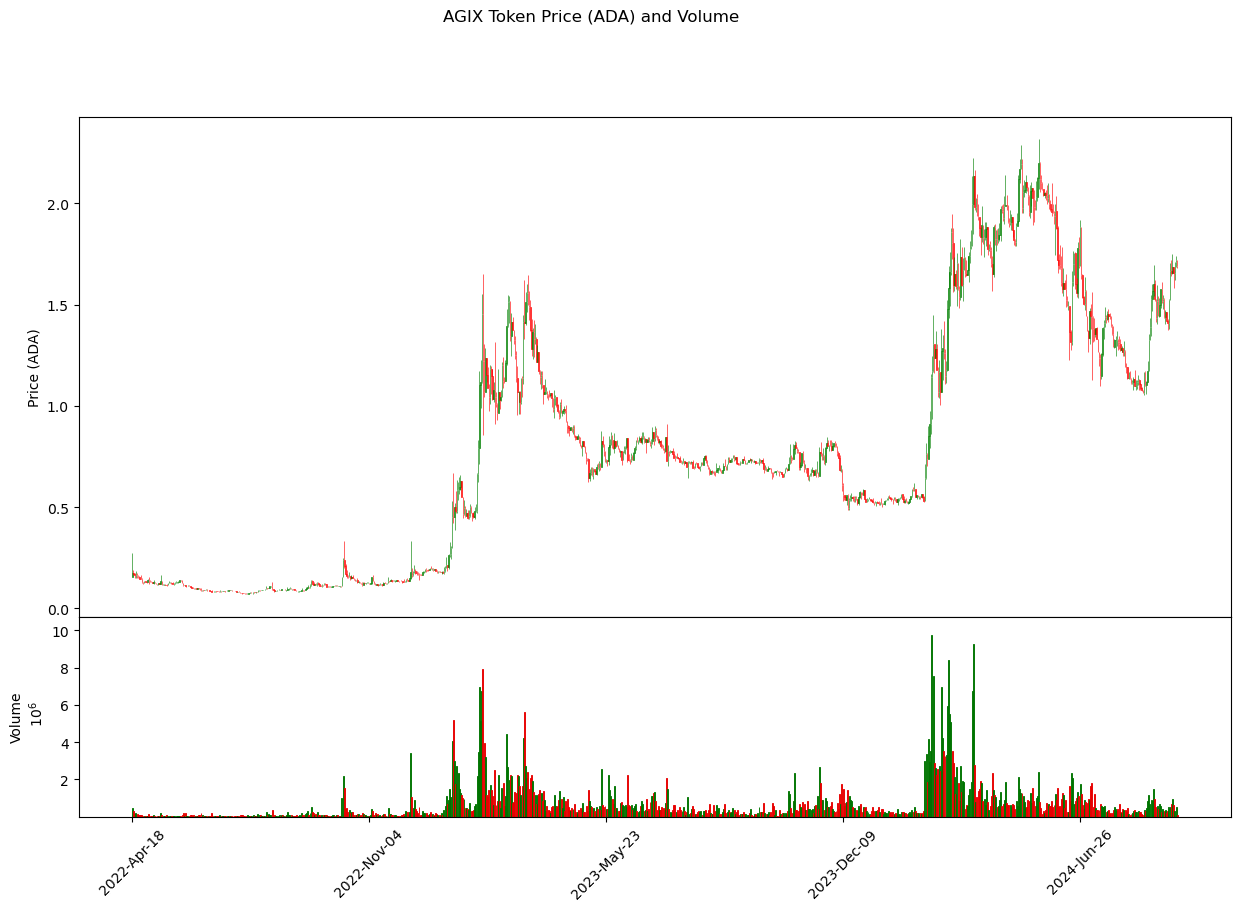 AGIX Token Price (ADA) and Volume
Price (ADA)
2.0
1.5
1.0
0.5
0.0
Volume
10⁶
10
8
6
4
2
2022-Apr-18
2022-Nov-04
2023-May-23
2023-Dec-09
2024-Jun-26